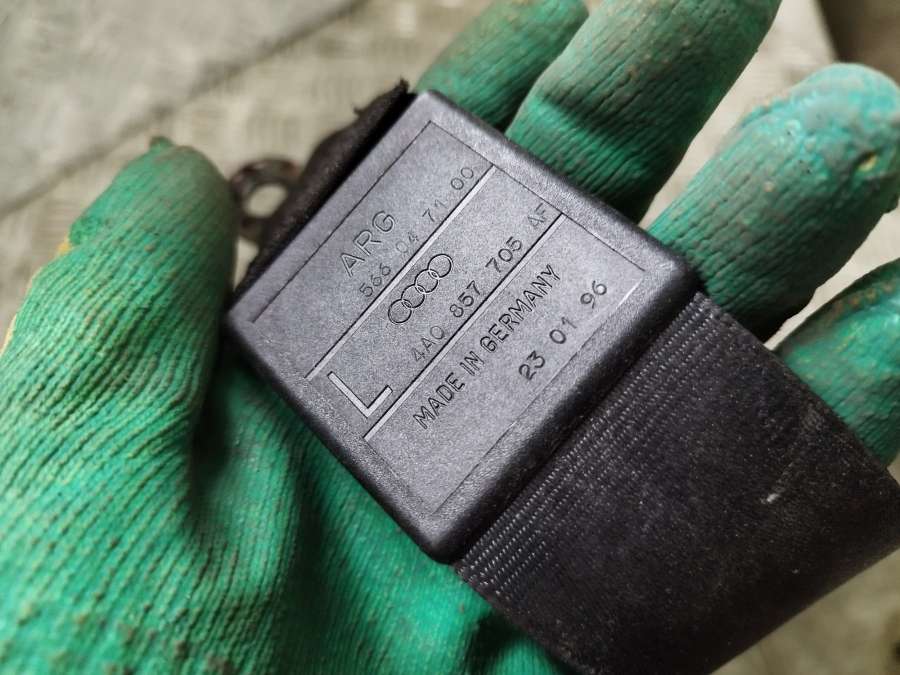 ARG
566 04 71 00
L
4A0 857 705 AF
MADE IN GERMANY
23 01 96